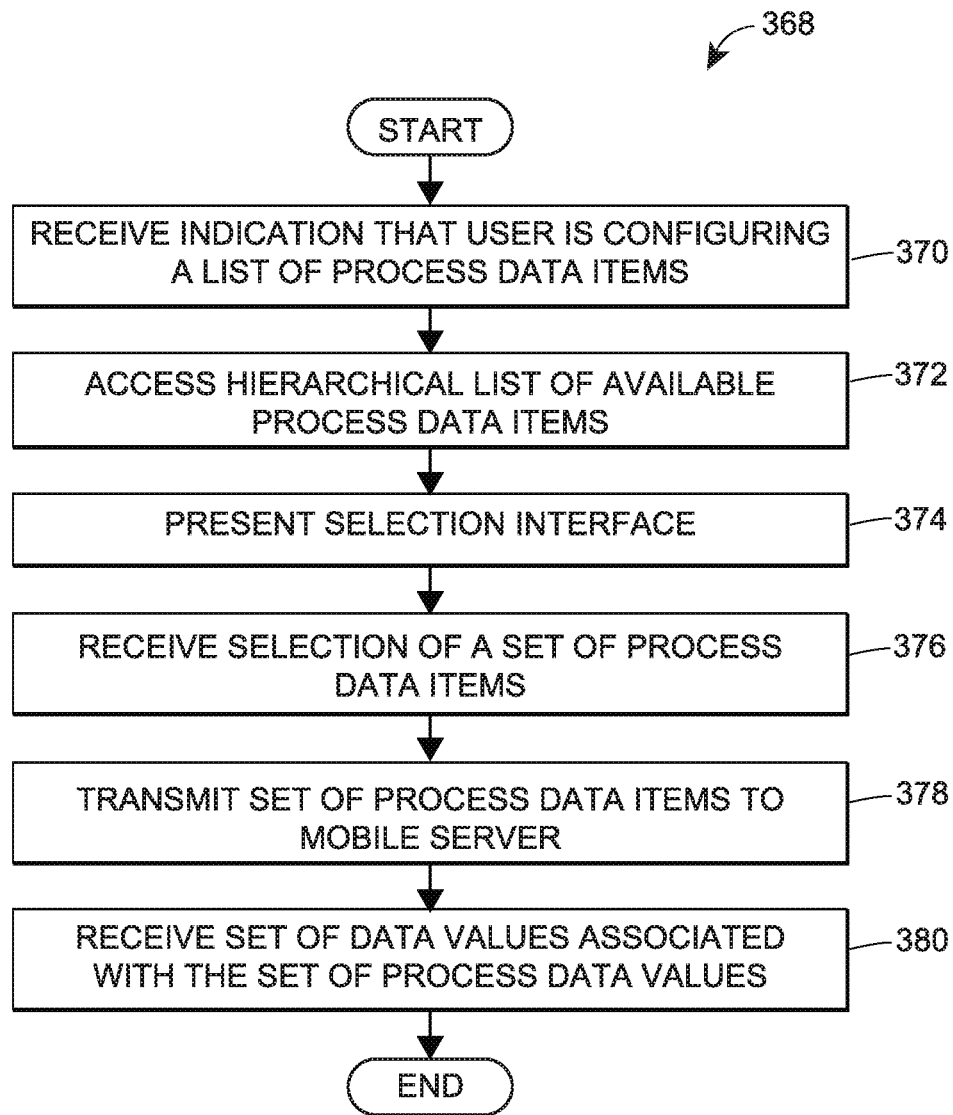 368
START
RECEIVE INDICATION THAT USER IS CONFIGURING
A LIST OF PROCESS DATA ITEMS
370
ACCESS HIERARCHICAL LIST OF AVAILABLE
PROCESS DATA ITEMS
372
PRESENT SELECTION INTERFACE
374
RECEIVE SELECTION OF A SET OF PROCESS
DATA ITEMS
376
TRANSMIT SET OF PROCESS DATA ITEMS TO
MOBILE SERVER
378
RECEIVE SET OF DATA VALUES ASSOCIATED
WITH THE SET OF PROCESS DATA VALUES
380
END